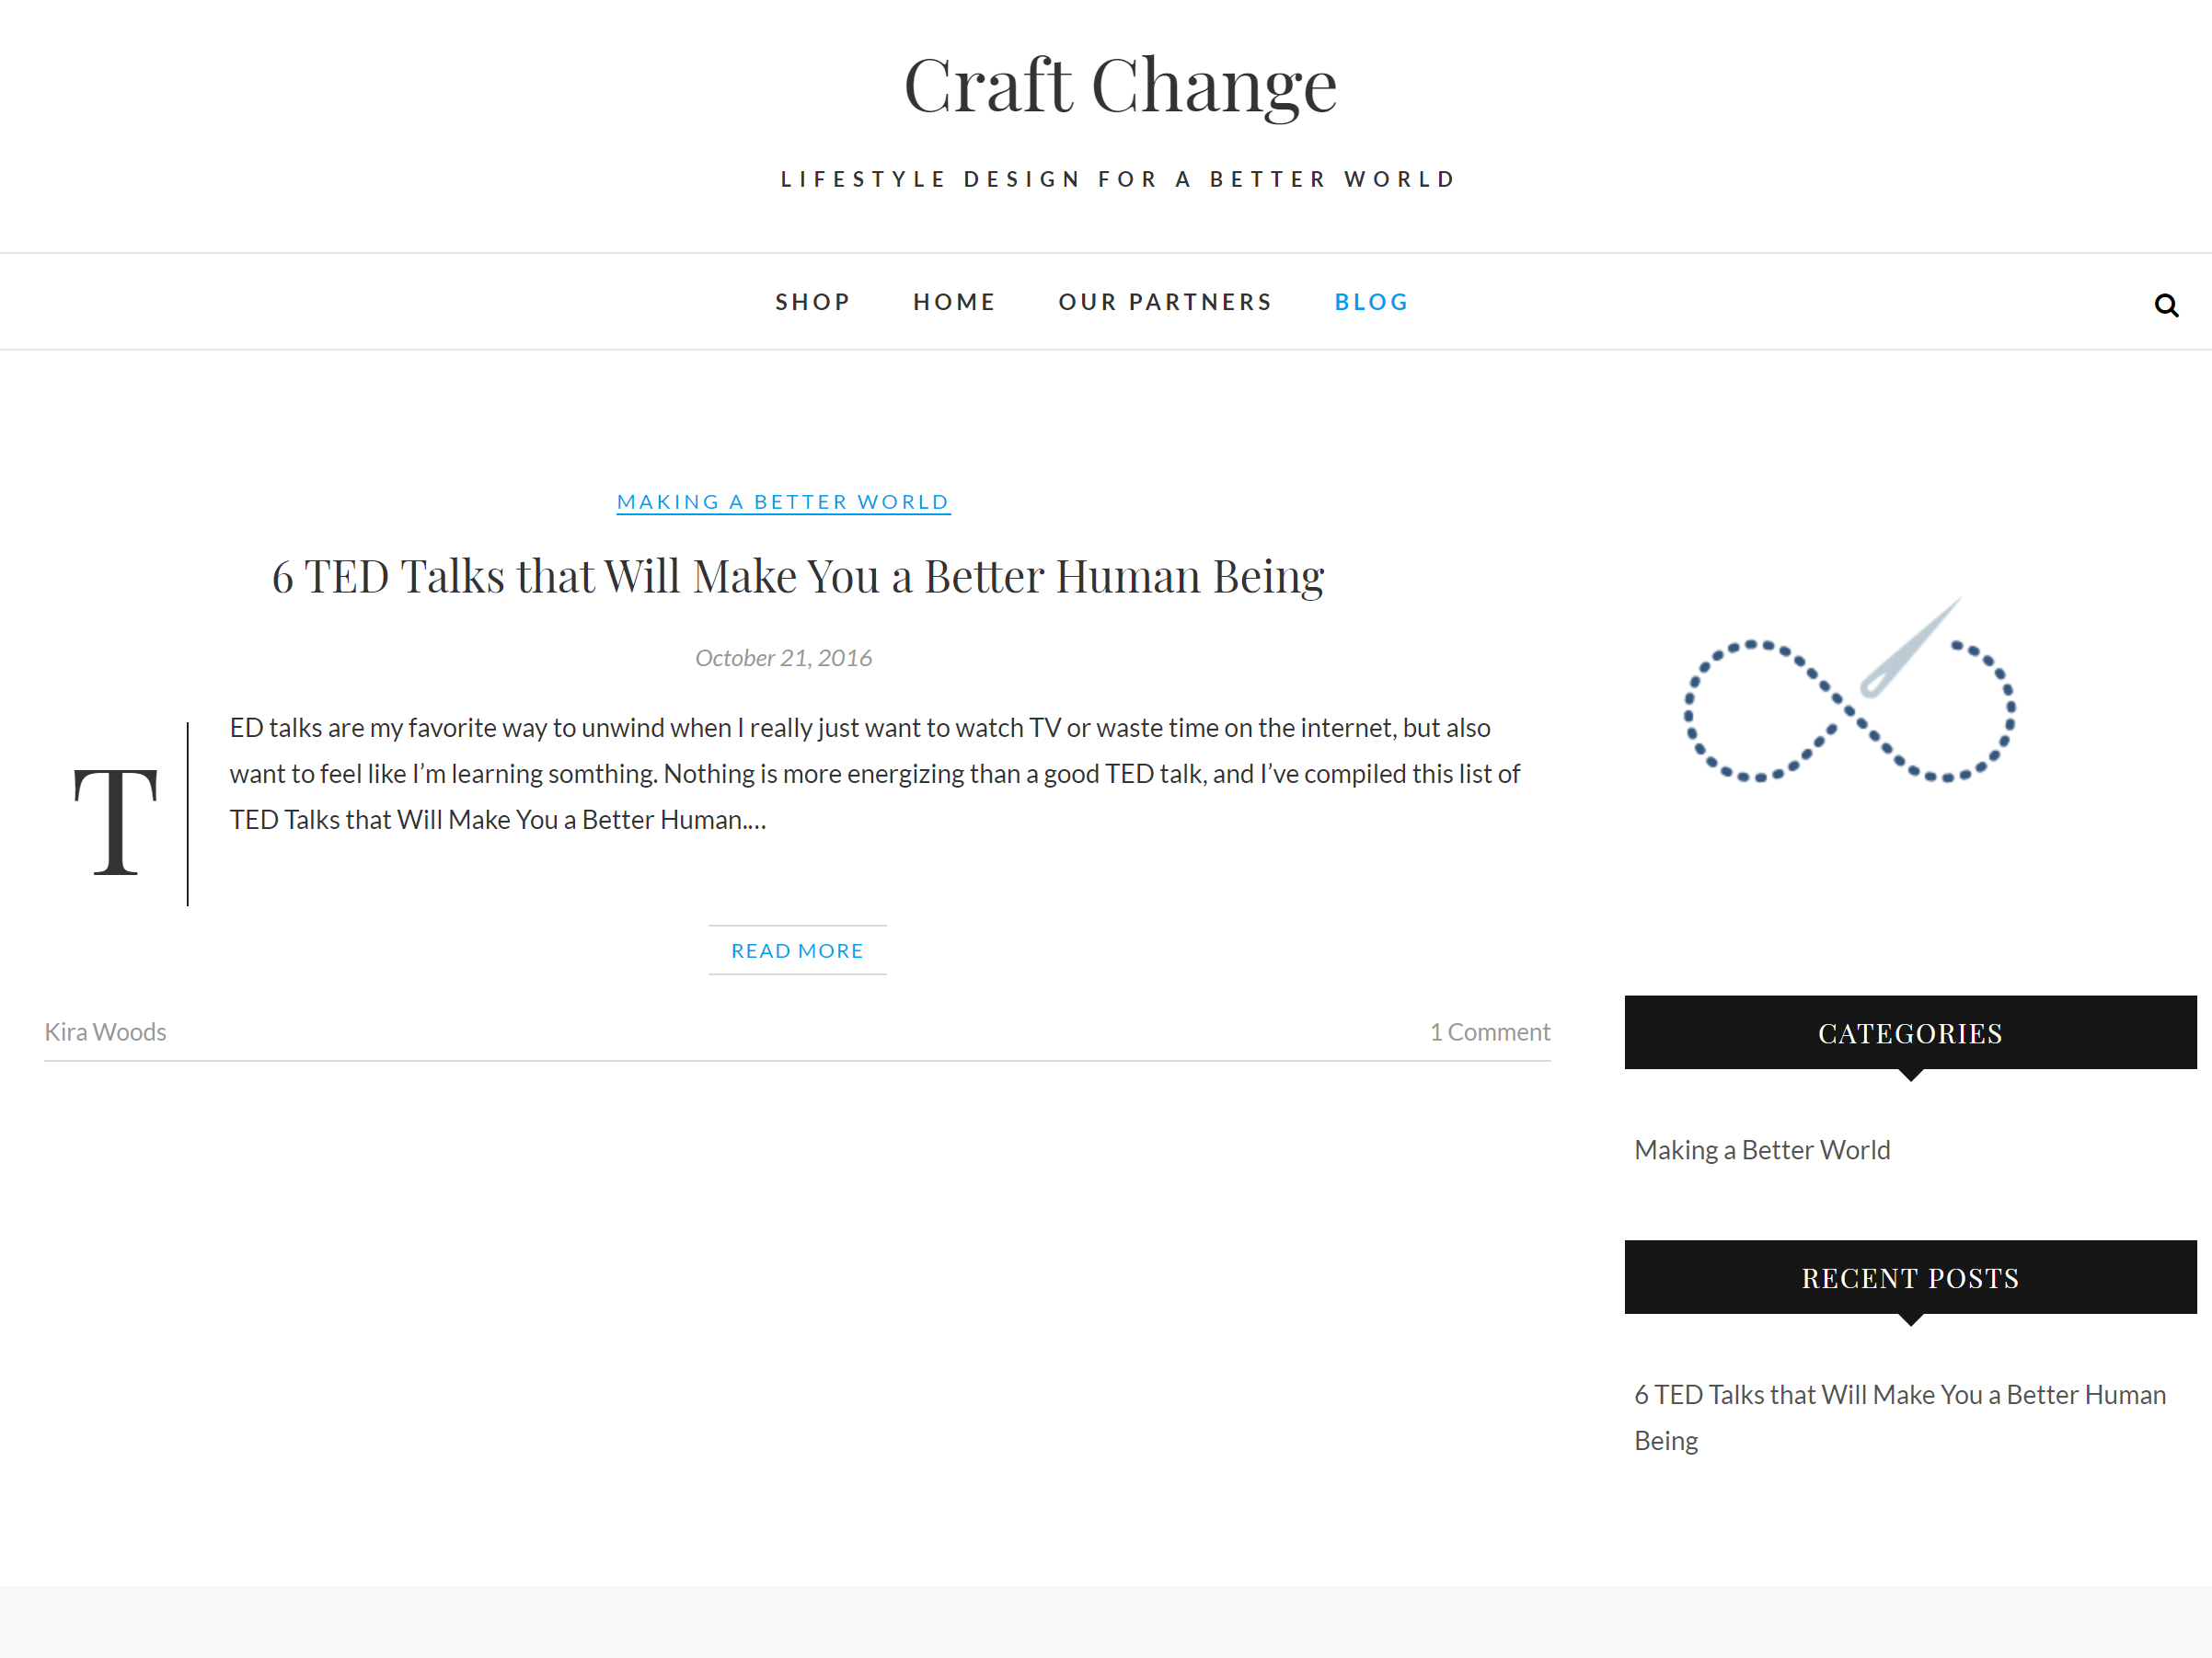 Craft Change
LIFESTYLE DESIGN FOR A BETTER WORLD
SHOP HOME OUR PARTNERS BLOG
MAKING A BETTER WORLD
6 TED Talks that Will Make You a Better Human Being
October 21, 2016
TED talks are my favorite way to unwind when I really just want to watch TV or waste time on the internet, but also
want to feel like I’m learning somthing. Nothing is more energizing than a good TED talk, and I’ve compiled this list of
TED Talks that Will Make You a Better Human.…
READ MORE
Kira Woods
1 Comment
CATEGORIES
Making a Better World
RECENT POSTS
6 TED Talks that Will Make You a Better Human
Being